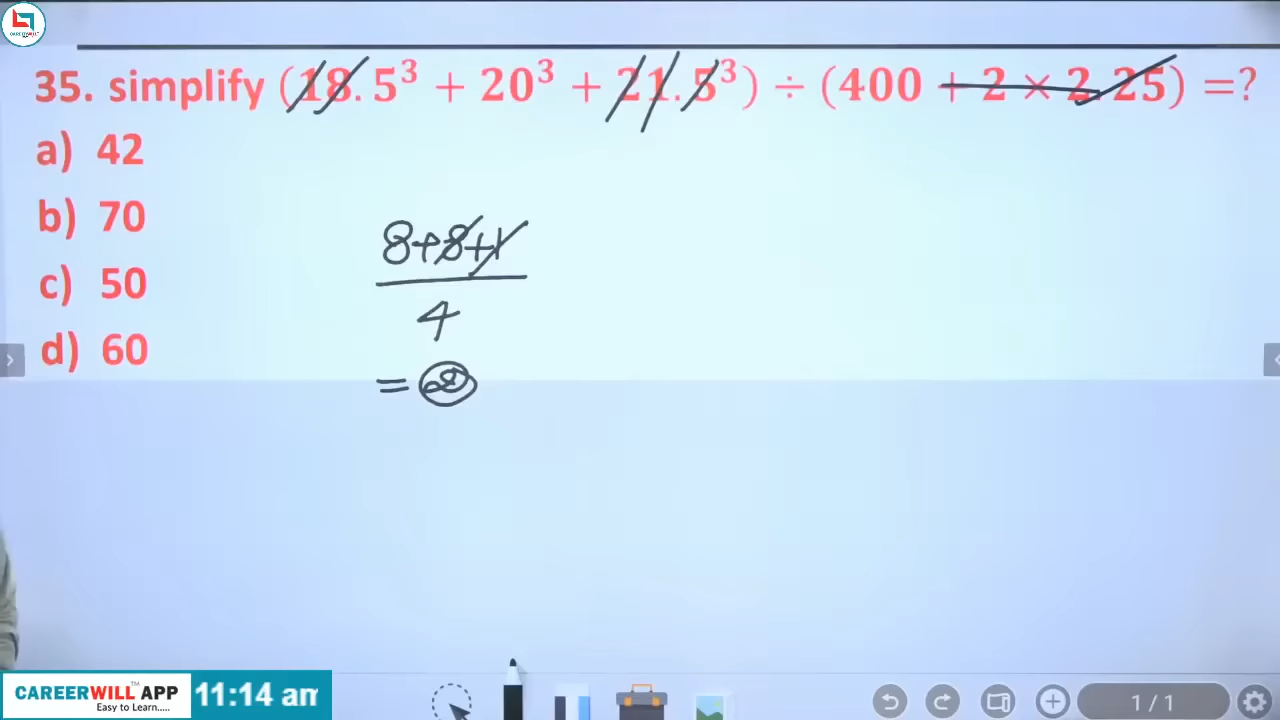 CAREERWILL
35. simplify (18.5³ + 20³ + 21.5³) ÷ (400 + 2 × 2.25) =?
a) 42
b) 70
c) 50
d) 60
8+8+1
4
=
CAREERWILL APP
Easy to Learn.....
11:14 am
1 / 1